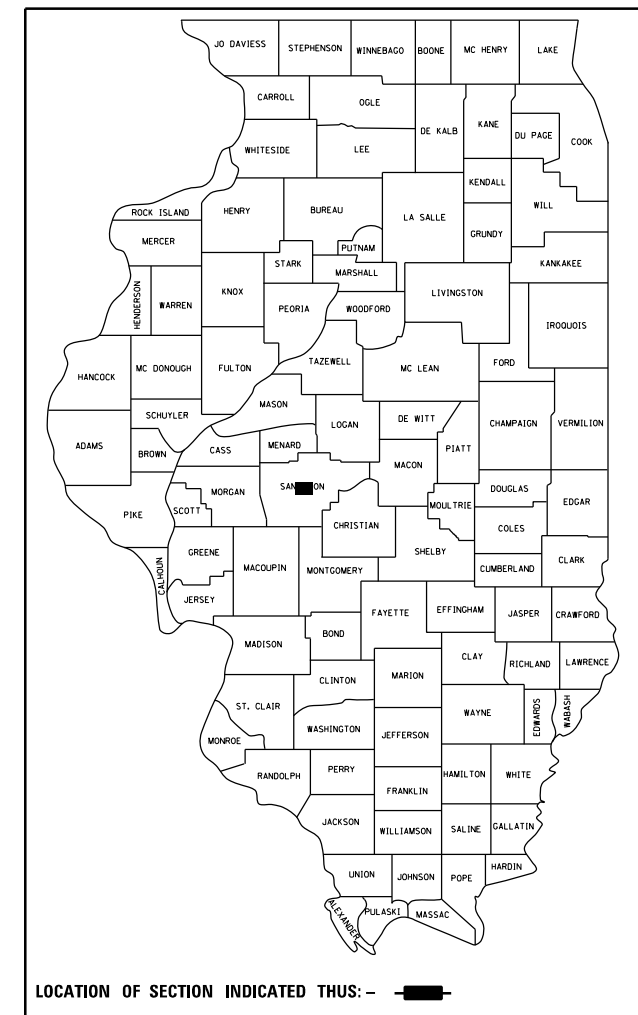 JO DAVIESS
STEPHENSON
WINNEBAGO
BOONE
MC HENRY
LAKE
CARROLL
OGLE
DE KALB
KANE
DU PAGE
COOK
WHITESIDE
LEE
KENDALL
WILL
ROCK ISLAND
HENRY
BUREAU
LA SALLE
GRUNDY
MERCER
PUTNAM
KANKAKEE
STARK
MARSHALL
HENDERSON
WARREN
KNOX
PEORIA
WOODFORD
LIVINGSTON
IROQUOIS
HANCOCK
MC DONOUGH
FULTON
TAZEWELL
MC LEAN
FORD
MASON
SCHUYLER
LOGAN
DE WITT
CHAMPAIGN
VERMILION
ADAMS
BROWN
CASS
MENARD
PIATT
MACON
SAN ON
MORGAN
SCOTT
DOUGLAS
MOULTRIE
EDGAR
PIKE
CHRISTIAN
COLES
GREENE
MACOUPIN
MONTGOMERY
SHELBY
CUMBERLAND
CLARK
CALHOUN
JERSEY
FAYETTE
EFFINGHAM
JASPER
CRAWFORD
BOND
MADISON
CLAY
RICHLAND
LAWRENCE
CLINTON
MARION
ST. CLAIR
WAYNE
EDWARDS
WABASH
WASHINGTON
JEFFERSON
MONROE
RANDOLPH
PERRY
HAMILTON
WHITE
FRANKLIN
JACKSON
WILLIAMSON
SALINE
GALLATIN
HARDIN
UNION
JOHNSON
POPE
ALEXANDER
PULASKI
MASSAC
LOCATION OF SECTION INDICATED THUS: –